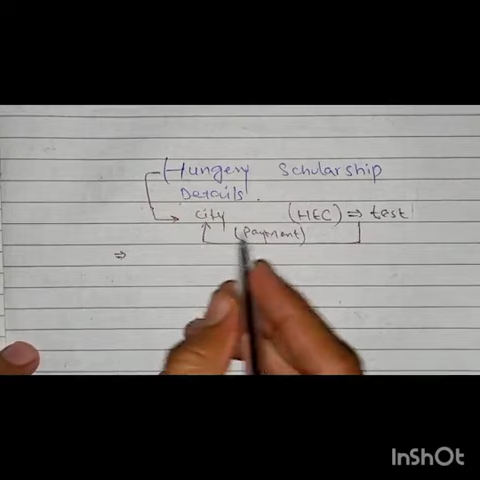 Hungery Scholarship
Details.
City (HEC) ⇒ test
(Payment)
⇒
InShOt